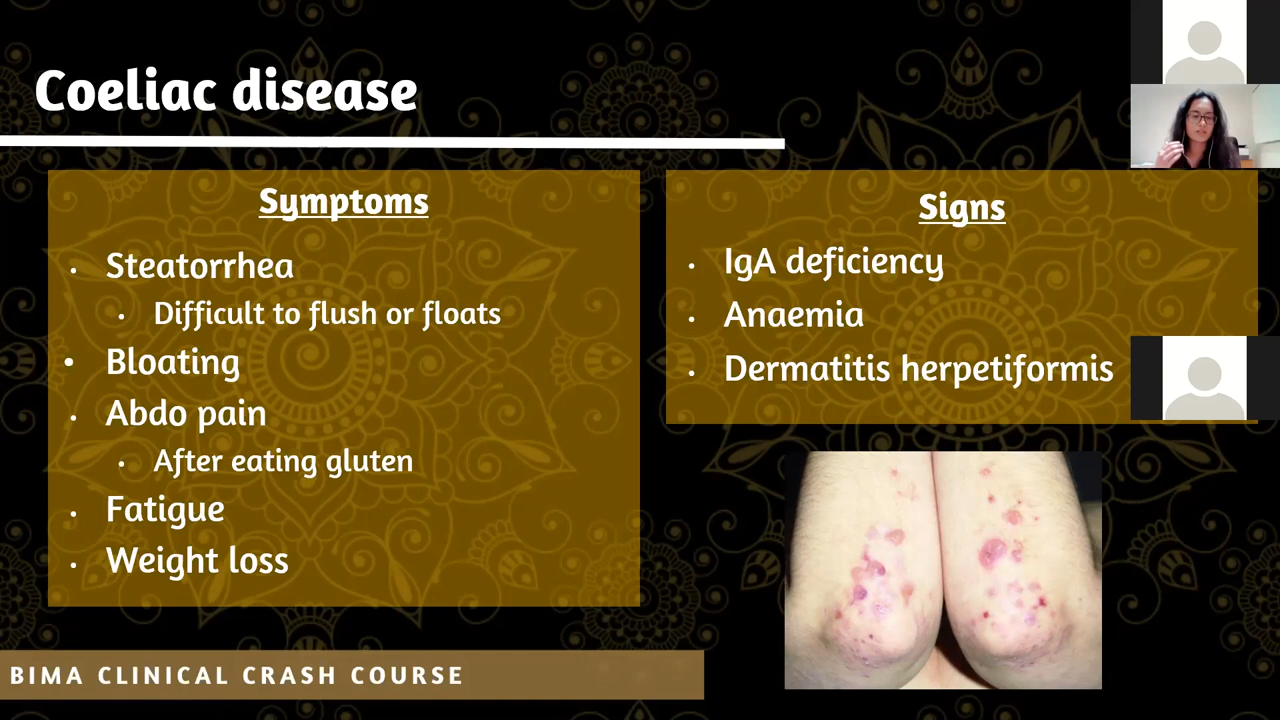 Coeliac disease
Symptoms
• Steatorrhea
• Difficult to flush or floats
• Bloating
• Abdo pain
• After eating gluten
• Fatigue
• Weight loss
Signs
• IgA deficiency
• Anaemia
• Dermatitis herpetiformis
BIMA CLINICAL CRASH COURSE